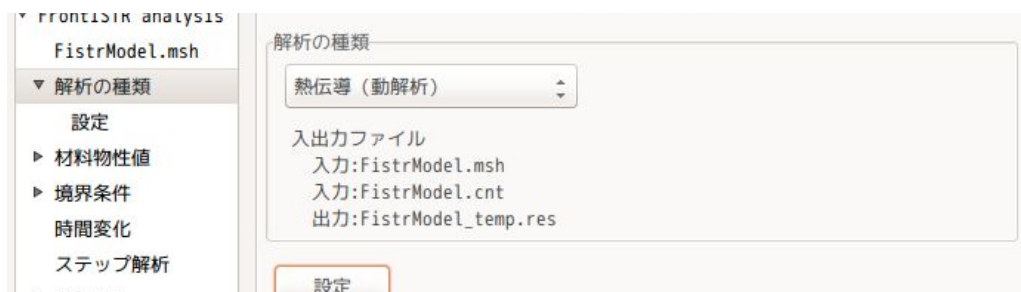 FrontISTR analysis
FistrModel.msh
解析の種類
設定
材料物性値
境界条件
時間変化
ステップ解析
解析の種類
熱伝導（動解析）
入出力ファイル
入力:FistrModel.msh
入力:FistrModel.cnt
出力:FistrModel_temp.res
設定